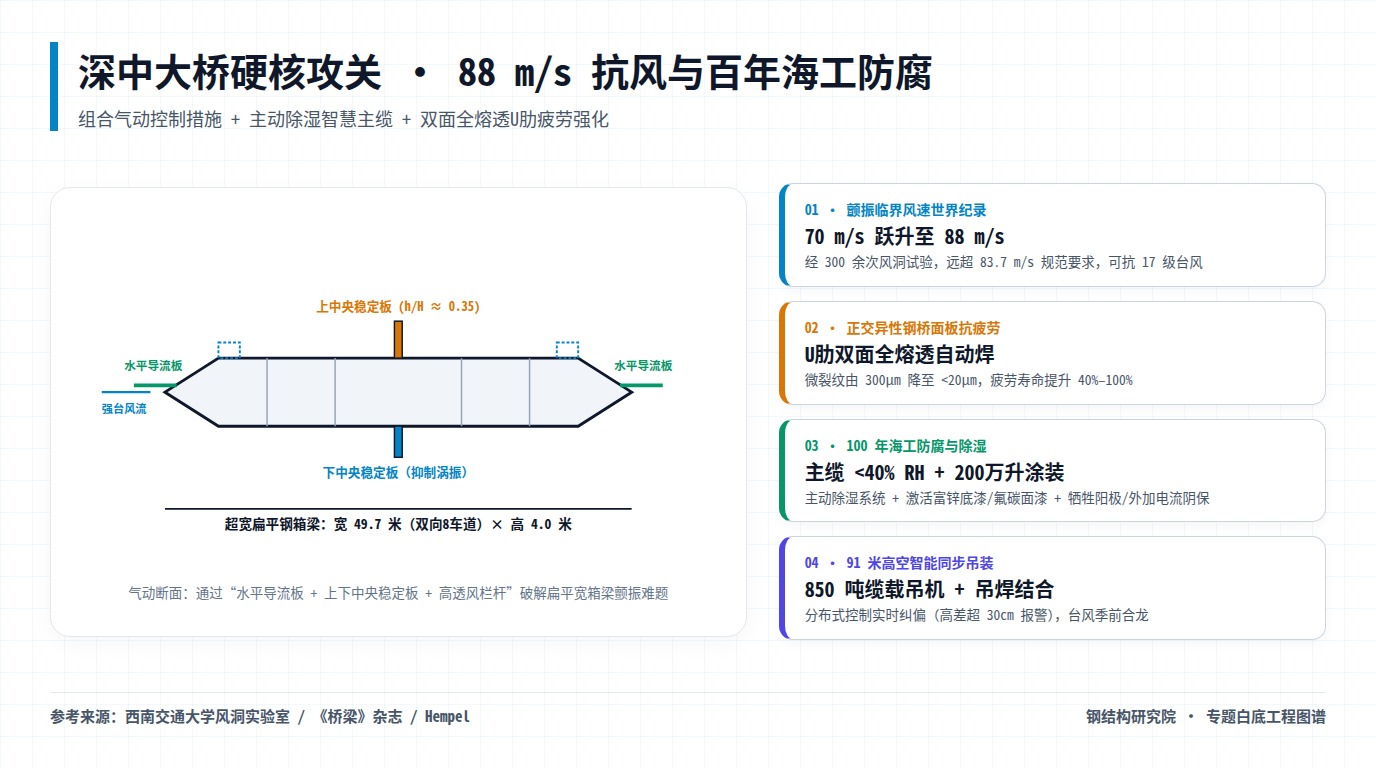 深中大桥硬核攻关 · 88 m/s 抗风与百年海工防腐
组合气动控制措施 + 主动除湿智慧主缆 + 双面全熔透U肋疲劳强化
上中央稳定板 (h/H ≈ 0.35)
水平导流板
水平导流板
强台风流
下中央稳定板（抑制涡振）
超宽扁平钢箱梁：宽 49.7 米（双向8车道）× 高 4.0 米
气动断面：通过“水平导流板 + 上下中央稳定板 + 高透风栏杆”破解扁平宽箱梁颤振难题
01 · 颤振临界风速世界纪录
70 m/s 跃升至 88 m/s
经 300 余次风洞试验，远超 83.7 m/s 规范要求，可抗 17 级台风
02 · 正交异性钢桥面板抗疲劳
U肋双面全熔透自动焊
微裂纹由 300μm 降至 <20μm，疲劳寿命提升 40%–100%
03 · 100 年海工防腐与除湿
主缆 <40% RH + 200万升涂装
主动除湿系统 + 激活富锌底漆/氟碳面漆 + 牺牲阳极/外加电流阴保
04 · 91 米高空智能同步吊装
850 吨缆载吊机 + 吊焊结合
分布式控制实时纠偏（高差超 30cm 报警），台风季前合龙
参考来源：西南交通大学风洞实验室 / 《桥梁》杂志 / Hempel
钢结构研究院 · 专题白底工程图谱